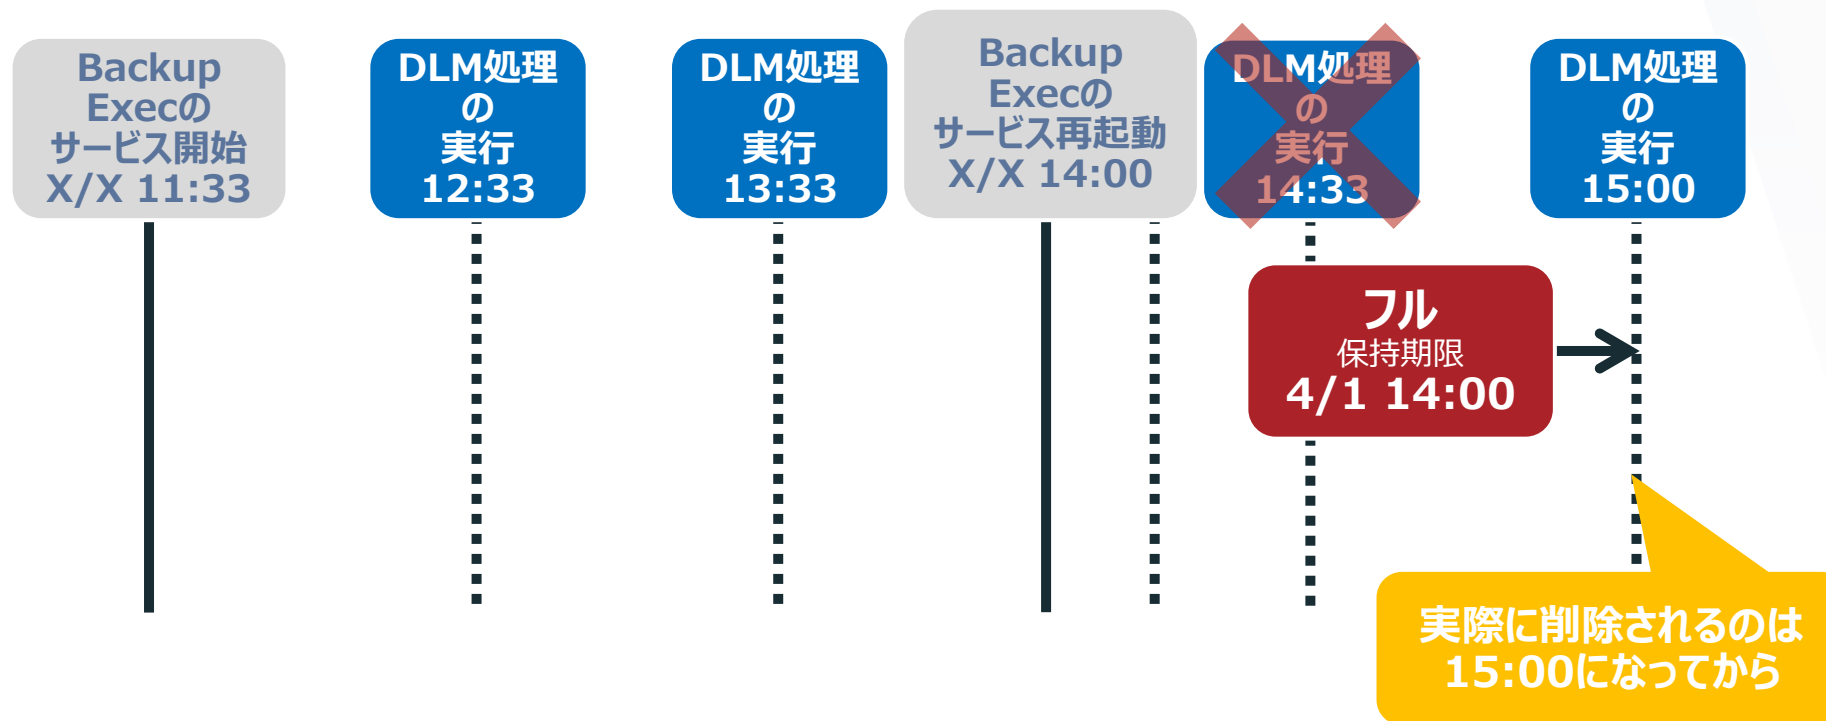 Backup
Execの
サービス開始
X/X 11:33
DLM処理
の
実行
12:33
DLM処理
の
実行
13:33
Backup
Execの
サービス再起動
X/X 14:00
DLM処理
の
実行
14:33
DLM処理
の
実行
15:00
フル
保持期限
4/1 14:00
実際に削除されるのは
15:00になってから